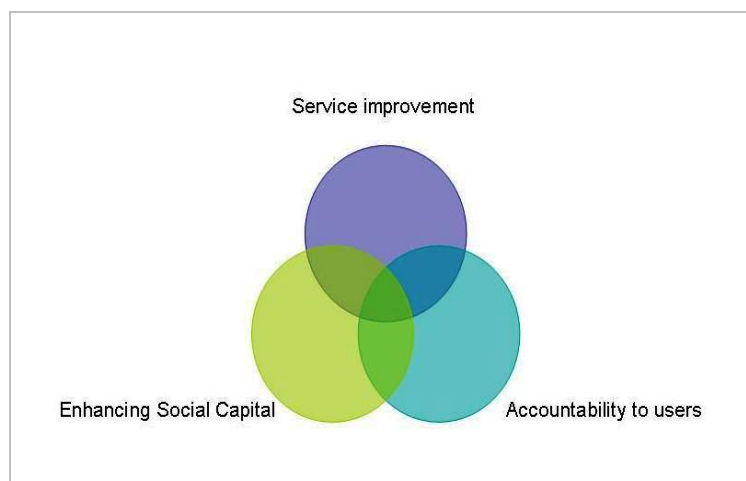 Service improvement
Enhancing Social Capital
Accountability to users